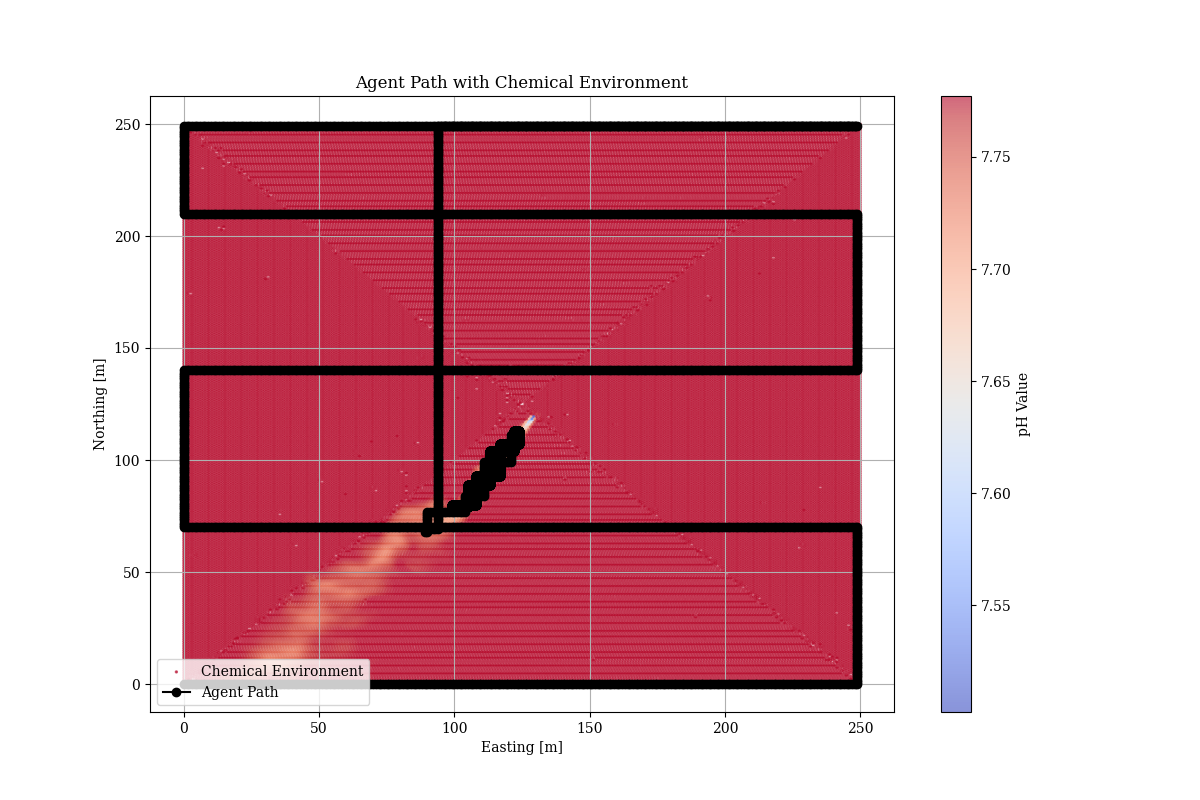 Agent Path with Chemical Environment
250
200
150
100
50
0
Northing [m]
0
50
100
150
200
250
Easting [m]
Chemical Environment
Agent Path
7.75
7.70
7.65
7.60
7.55
pH Value